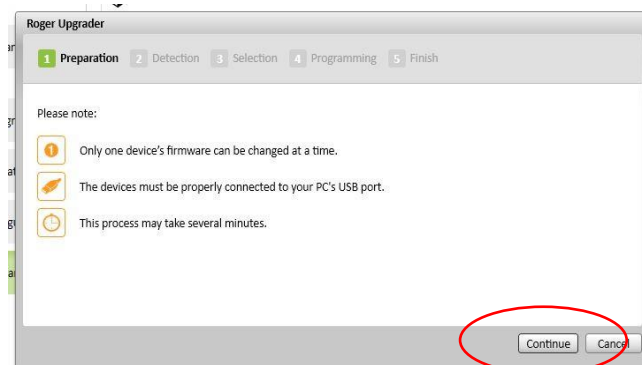 Roger Upgrader
1 Preparation 2 Detection 3 Selection 4 Programming 5 Finish
Please note:
1 Only one device's firmware can be changed at a time.
The devices must be properly connected to your PC's USB port.
This process may take several minutes.
Continue Cancel